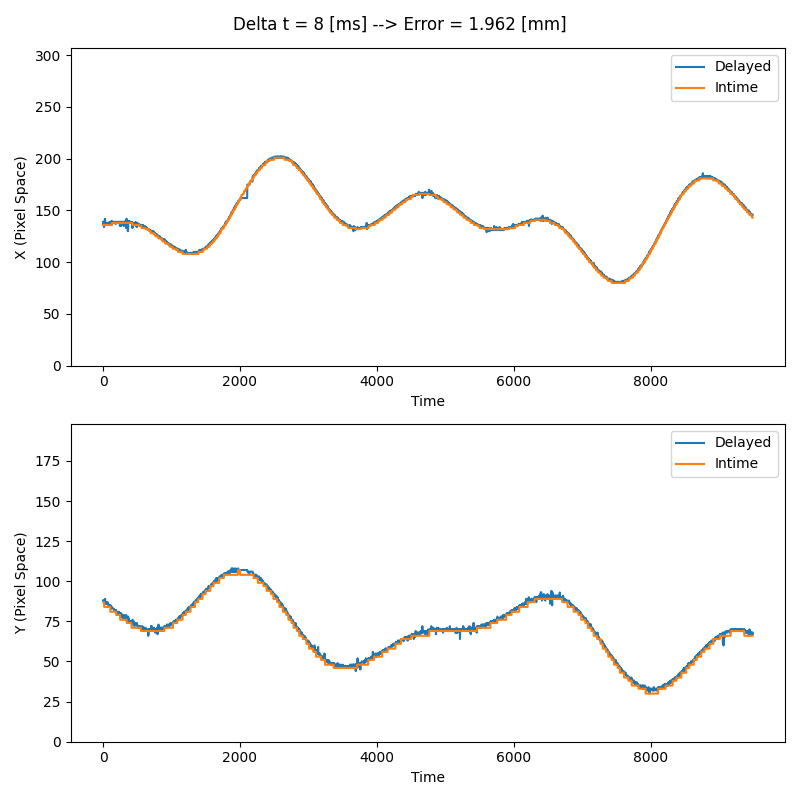 Delta t = 8 [ms] --> Error = 1.962 [mm]
300
250
200
150
100
50
0
X (Pixel Space)
Delayed
Intime
0 2000 4000 6000 8000
Time
175
150
125
100
75
50
25
0
Y (Pixel Space)
Delayed
Intime
0 2000 4000 6000 8000
Time